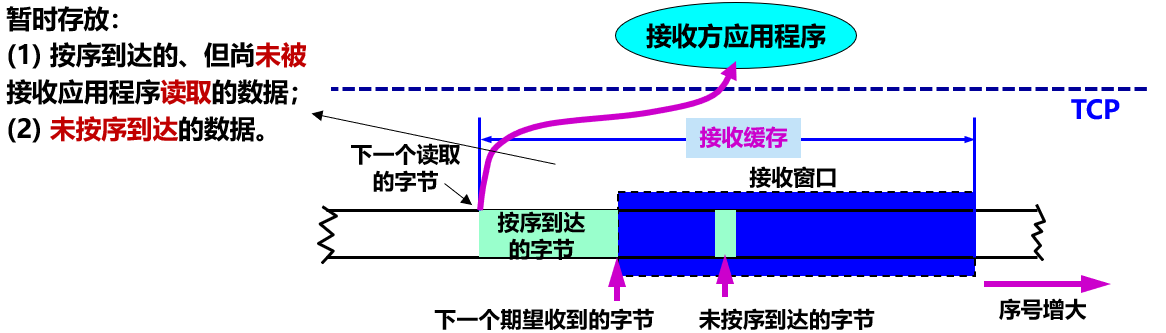 暂时存放：
(1) 按序到达的、但尚未被
接收应用程序读取的数据；
(2) 未按序到达的数据。
接收方应用程序
TCP
接收缓存
下一个读取
的字节
接收窗口
按序到达
的字节
下一个期望收到的字节
未按序到达的字节
序号增大